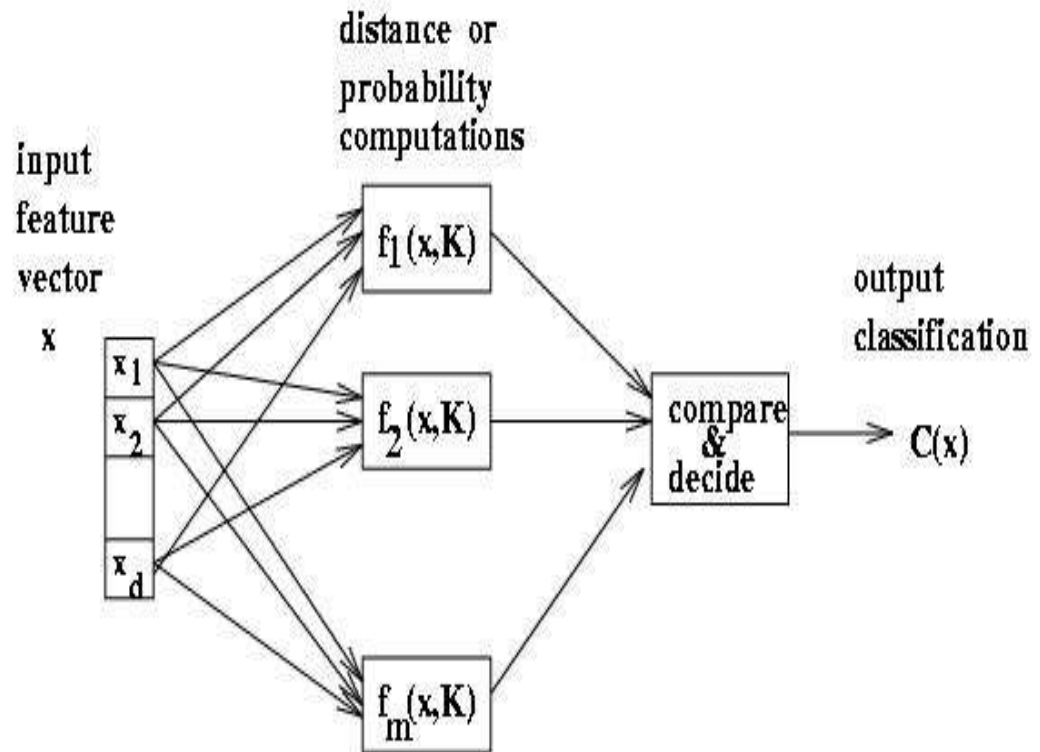 distance or
probability
computations
input
feature
vector
x
x1
x2
xd
f1(x,K)
f2(x,K)
fm(x,K)
compare
&
decide
output
classification
C(x)